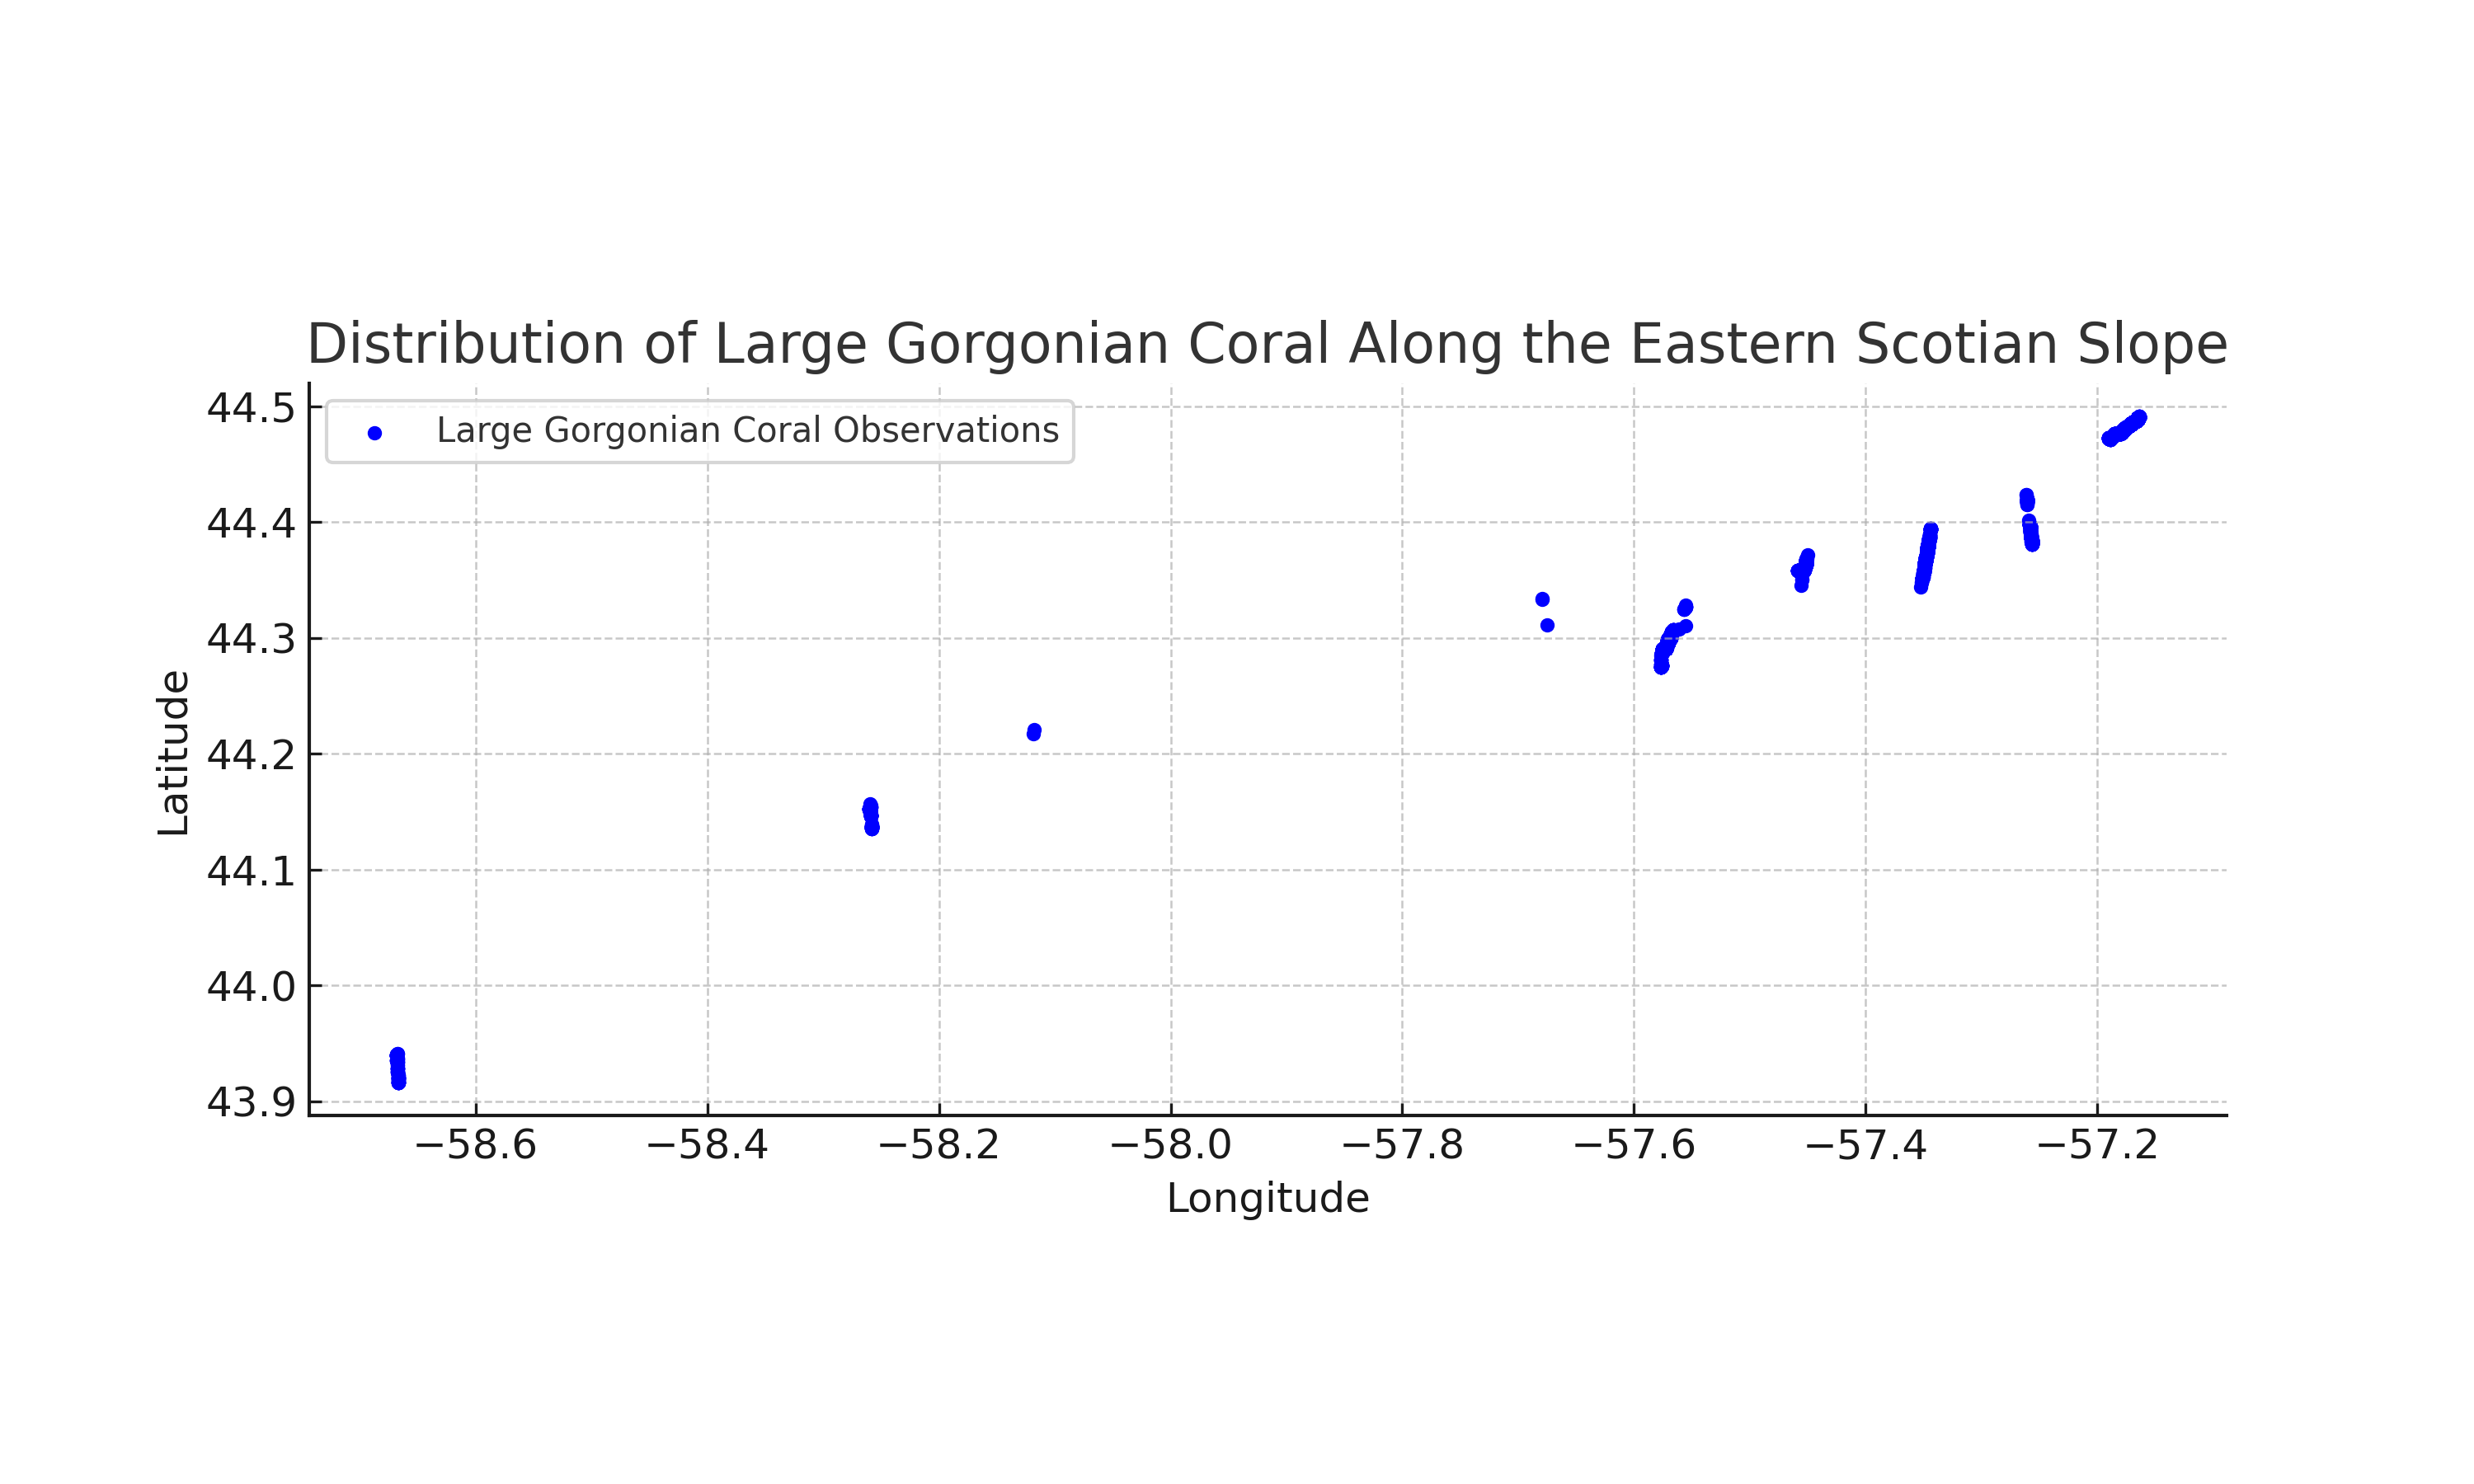 Distribution of Large Gorgonian Coral Along the Eastern Scotian Slope
Large Gorgonian Coral Observations
Latitude
44.5
44.4
44.3
44.2
44.1
44.0
43.9
−58.6 −58.4 −58.2 −58.0 −57.8 −57.6 −57.4 −57.2
Longitude